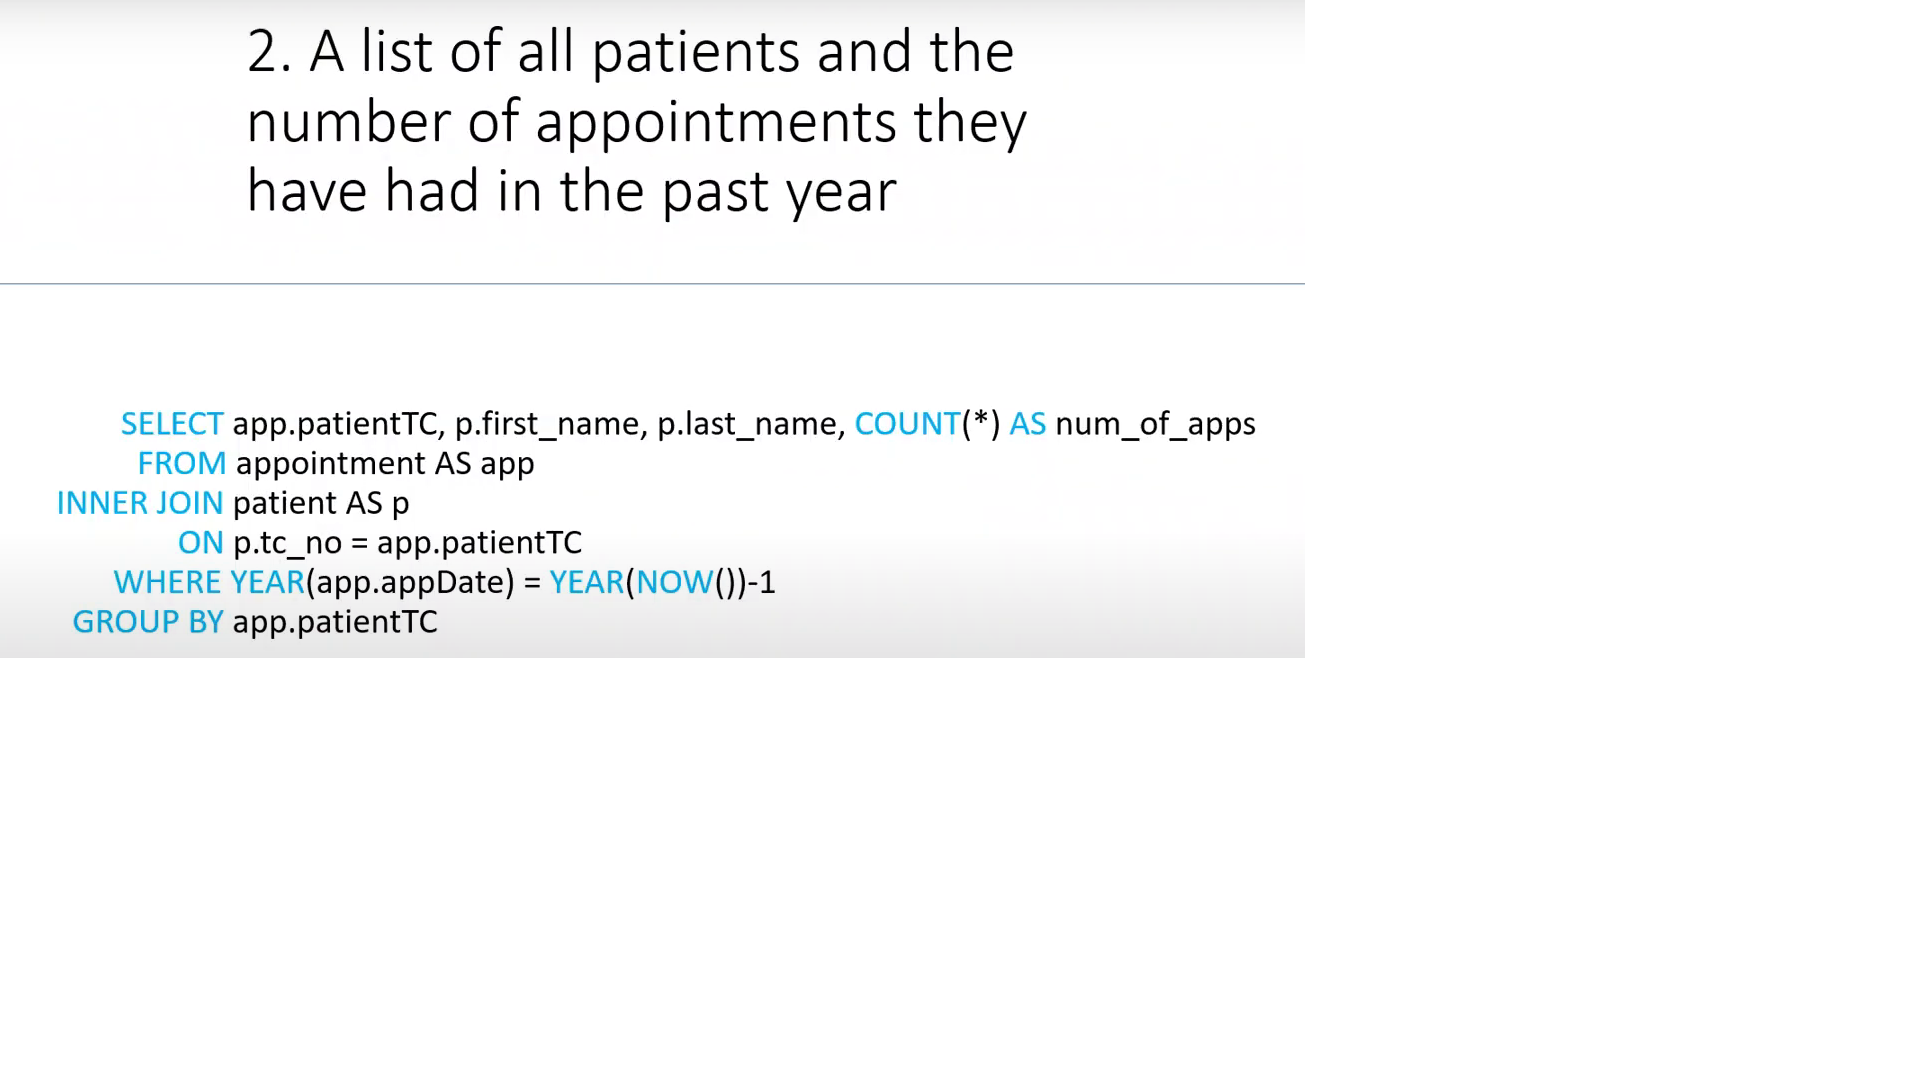 2. A list of all patients and the
number of appointments they
have had in the past year
SELECT app.patientTC, p.first_name, p.last_name, COUNT(*) AS num_of_apps
FROM appointment AS app
INNER JOIN patient AS p
ON p.tc_no = app.patientTC
WHERE YEAR(app.appDate) = YEAR(NOW())-1
GROUP BY app.patientTC